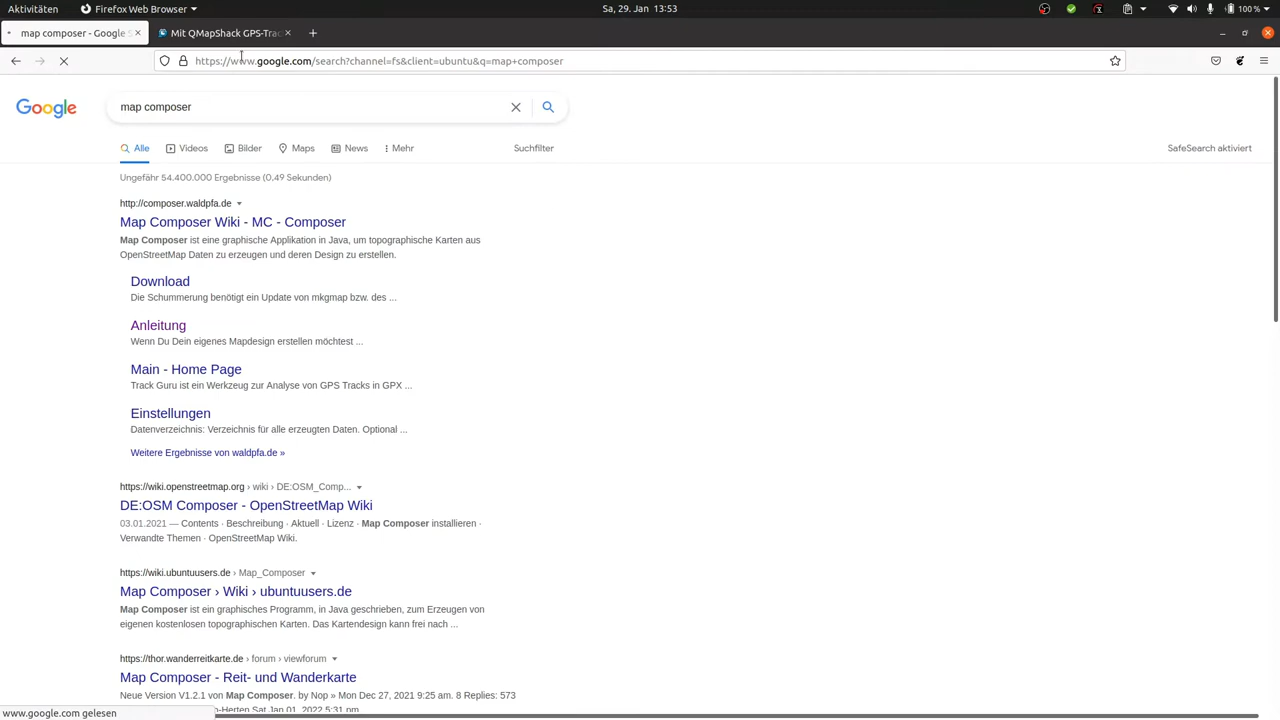 Aktivitäten
Firefox Web Browser
Sa, 29. Jan 13:53
100 %
map composer - Google S
Mit QMapShack GPS-Trac
https://www.google.com/search?channel=fs&client=ubuntu&q=map+composer
Google
map composer
Alle
Videos
Bilder
Maps
News
Mehr
Suchfilter
SafeSearch aktiviert
Ungefähr 54.400.000 Ergebnisse (0,49 Sekunden)
http://composer.waldpfa.de
Map Composer Wiki - MC - Composer
Map Composer ist eine graphische Applikation in Java, um topographische Karten aus
OpenStreetMap Daten zu erzeugen und deren Design zu erstellen.
Download
Die Schummerung benötigt ein Update von mkgmap bzw. des ...
Anleitung
Wenn Du Dein eigenes Mapdesign erstellen möchtest ...
Main - Home Page
Track Guru ist ein Werkzeug zur Analyse von GPS Tracks in GPX ...
Einstellungen
Datenverzeichnis: Verzeichnis für alle erzeugten Daten. Optional ...
Weitere Ergebnisse von waldpfa.de »
https://wiki.openstreetmap.org › wiki › DE:OSM_Comp...
DE:OSM Composer - OpenStreetMap Wiki
03.01.2021 — Contents · Beschreibung · Aktuell · Lizenz · Map Composer installieren ·
Verwandte Themen · OpenStreetMap Wiki.
https://wiki.ubuntuusers.de › Map_Composer
Map Composer › Wiki › ubuntuusers.de
Map Composer ist ein graphisches Programm, in Java geschrieben, zum Erzeugen von
eigenen kostenlosen topographischen Karten. Das Kartendesign kann frei nach ...
https://thor.wanderreitkarte.de › forum › viewforum
Map Composer - Reit- und Wanderkarte
Neue Version V1.2.1 von Map Composer. by Nop » Mon Dec 27, 2021 9:25 am. 8 Replies: 573
n-Herten Sat Jan 01, 2022 5:31 pm
www.google.com gelesen